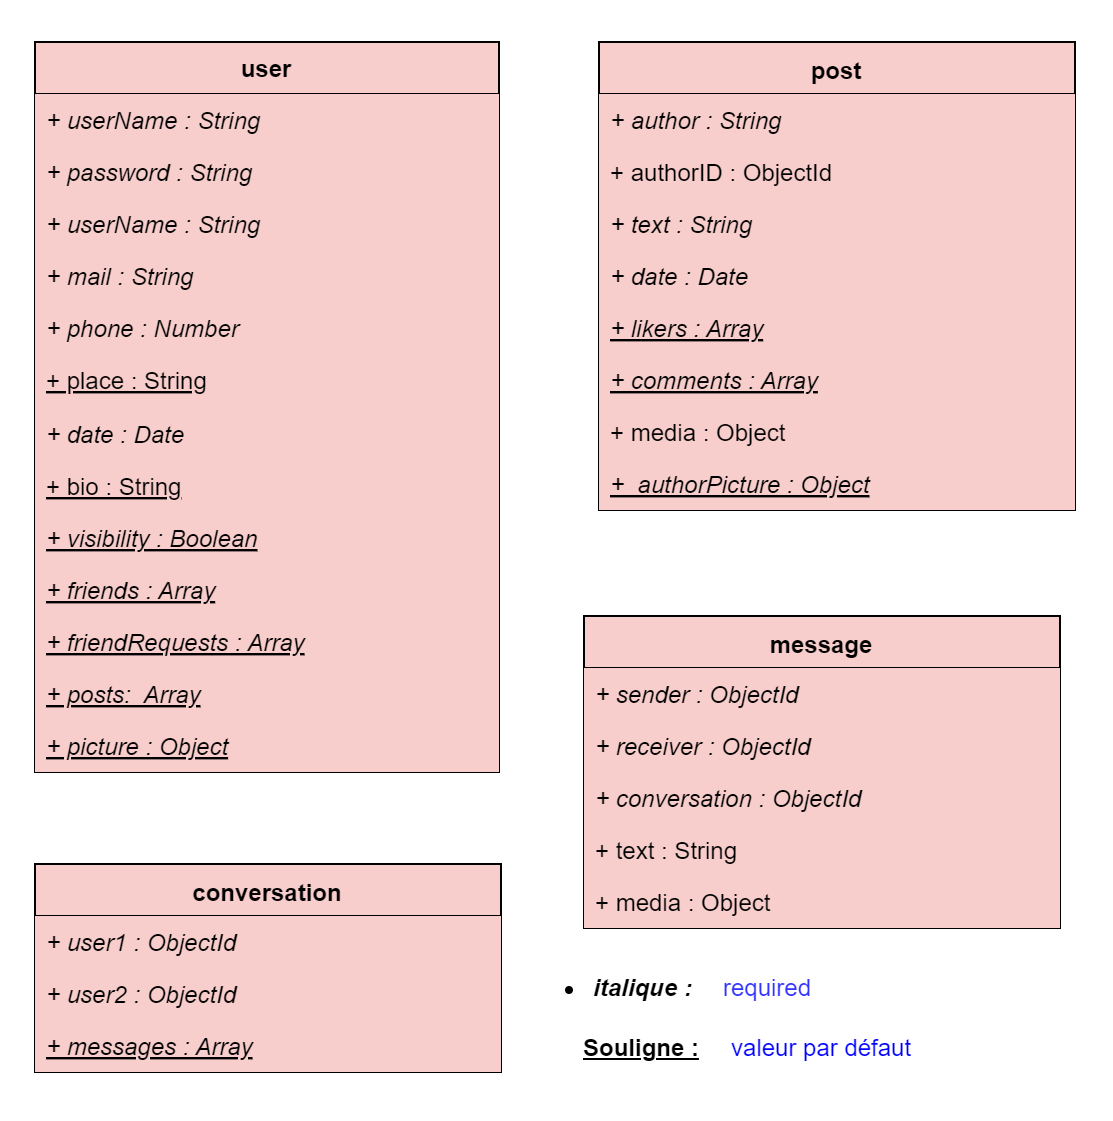 user
+ userName : String
+ password : String
+ userName : String
+ mail : String
+ phone : Number
+ place : String
+ date : Date
+ bio : String
+ visibility : Boolean
+ friends : Array
+ friendRequests : Array
+ posts:  Array
+ picture : Object
post
+ author : String
+ authorID : ObjectId
+ text : String
+ date : Date
+ likers : Array
+ comments : Array
+ media : Object
+  authorPicture : Object
conversation
+ user1 : ObjectId
+ user2 : ObjectId
+ messages : Array
message
+ sender : ObjectId
+ receiver : ObjectId
+ conversation : ObjectId
+ text : String
+ media : Object
• italique : required
Souligne : valeur par défaut